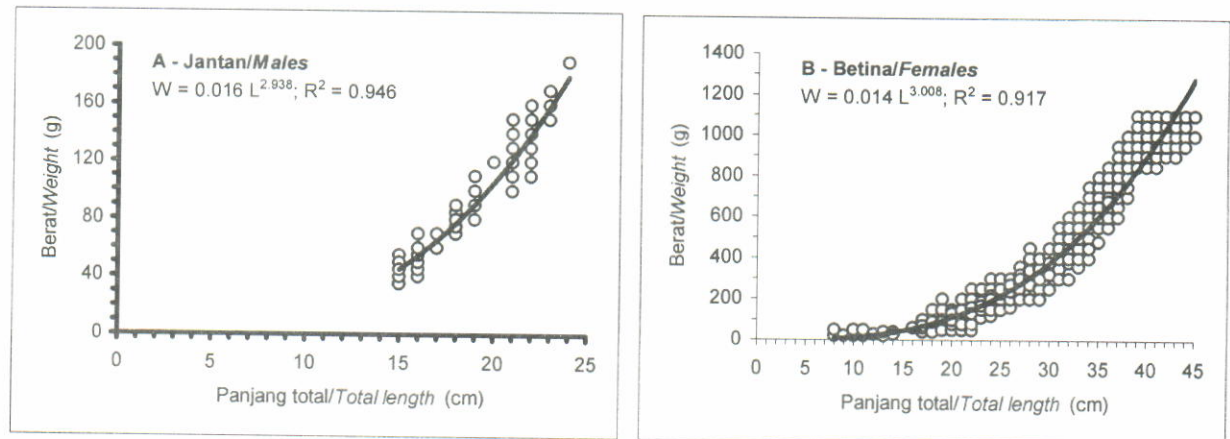 A - Jantan/Males
W = 0.016 L^2.938; R² = 0.946
Berat/Weight (g)
200
160
120
80
40
0
0 5 10 15 20 25
Panjang total/Total length (cm)
B - Betina/Females
W = 0.014 L^3.008; R² = 0.917
Berat/Weight (g)
1400
1200
1000
800
600
400
200
0
0 5 10 15 20 25 30 35 40 45
Panjang total/Total length (cm)